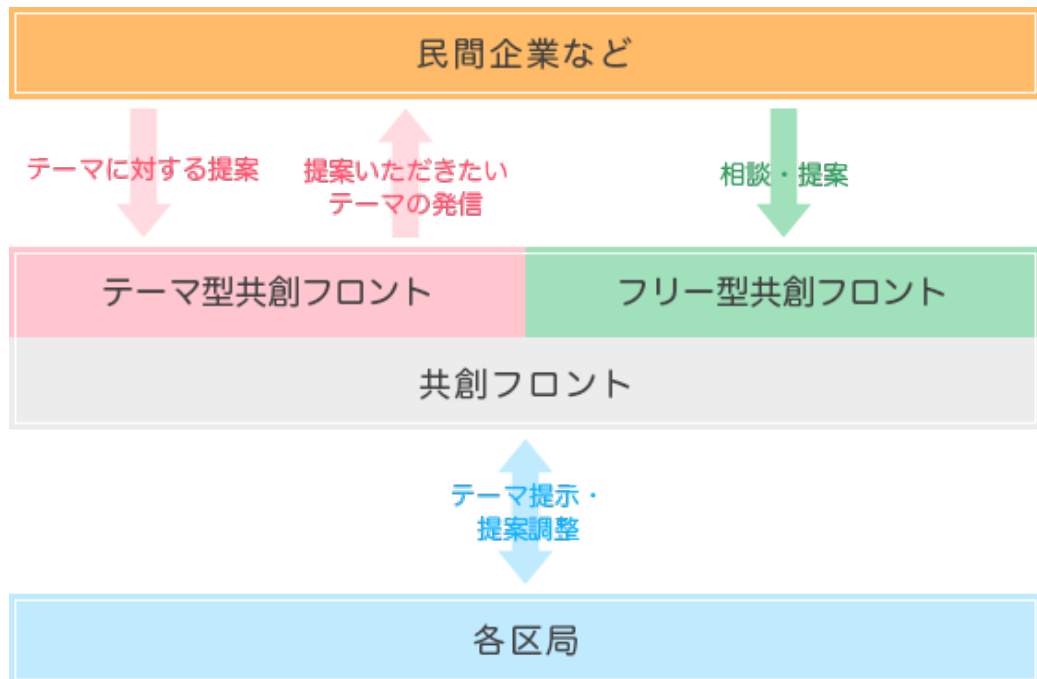 民間企業など
テーマに対する提案
提案いただきたい
テーマの発信
相談・提案
テーマ型共創フロント
フリー型共創フロント
共創フロント
テーマ提示・
提案調整
各区局